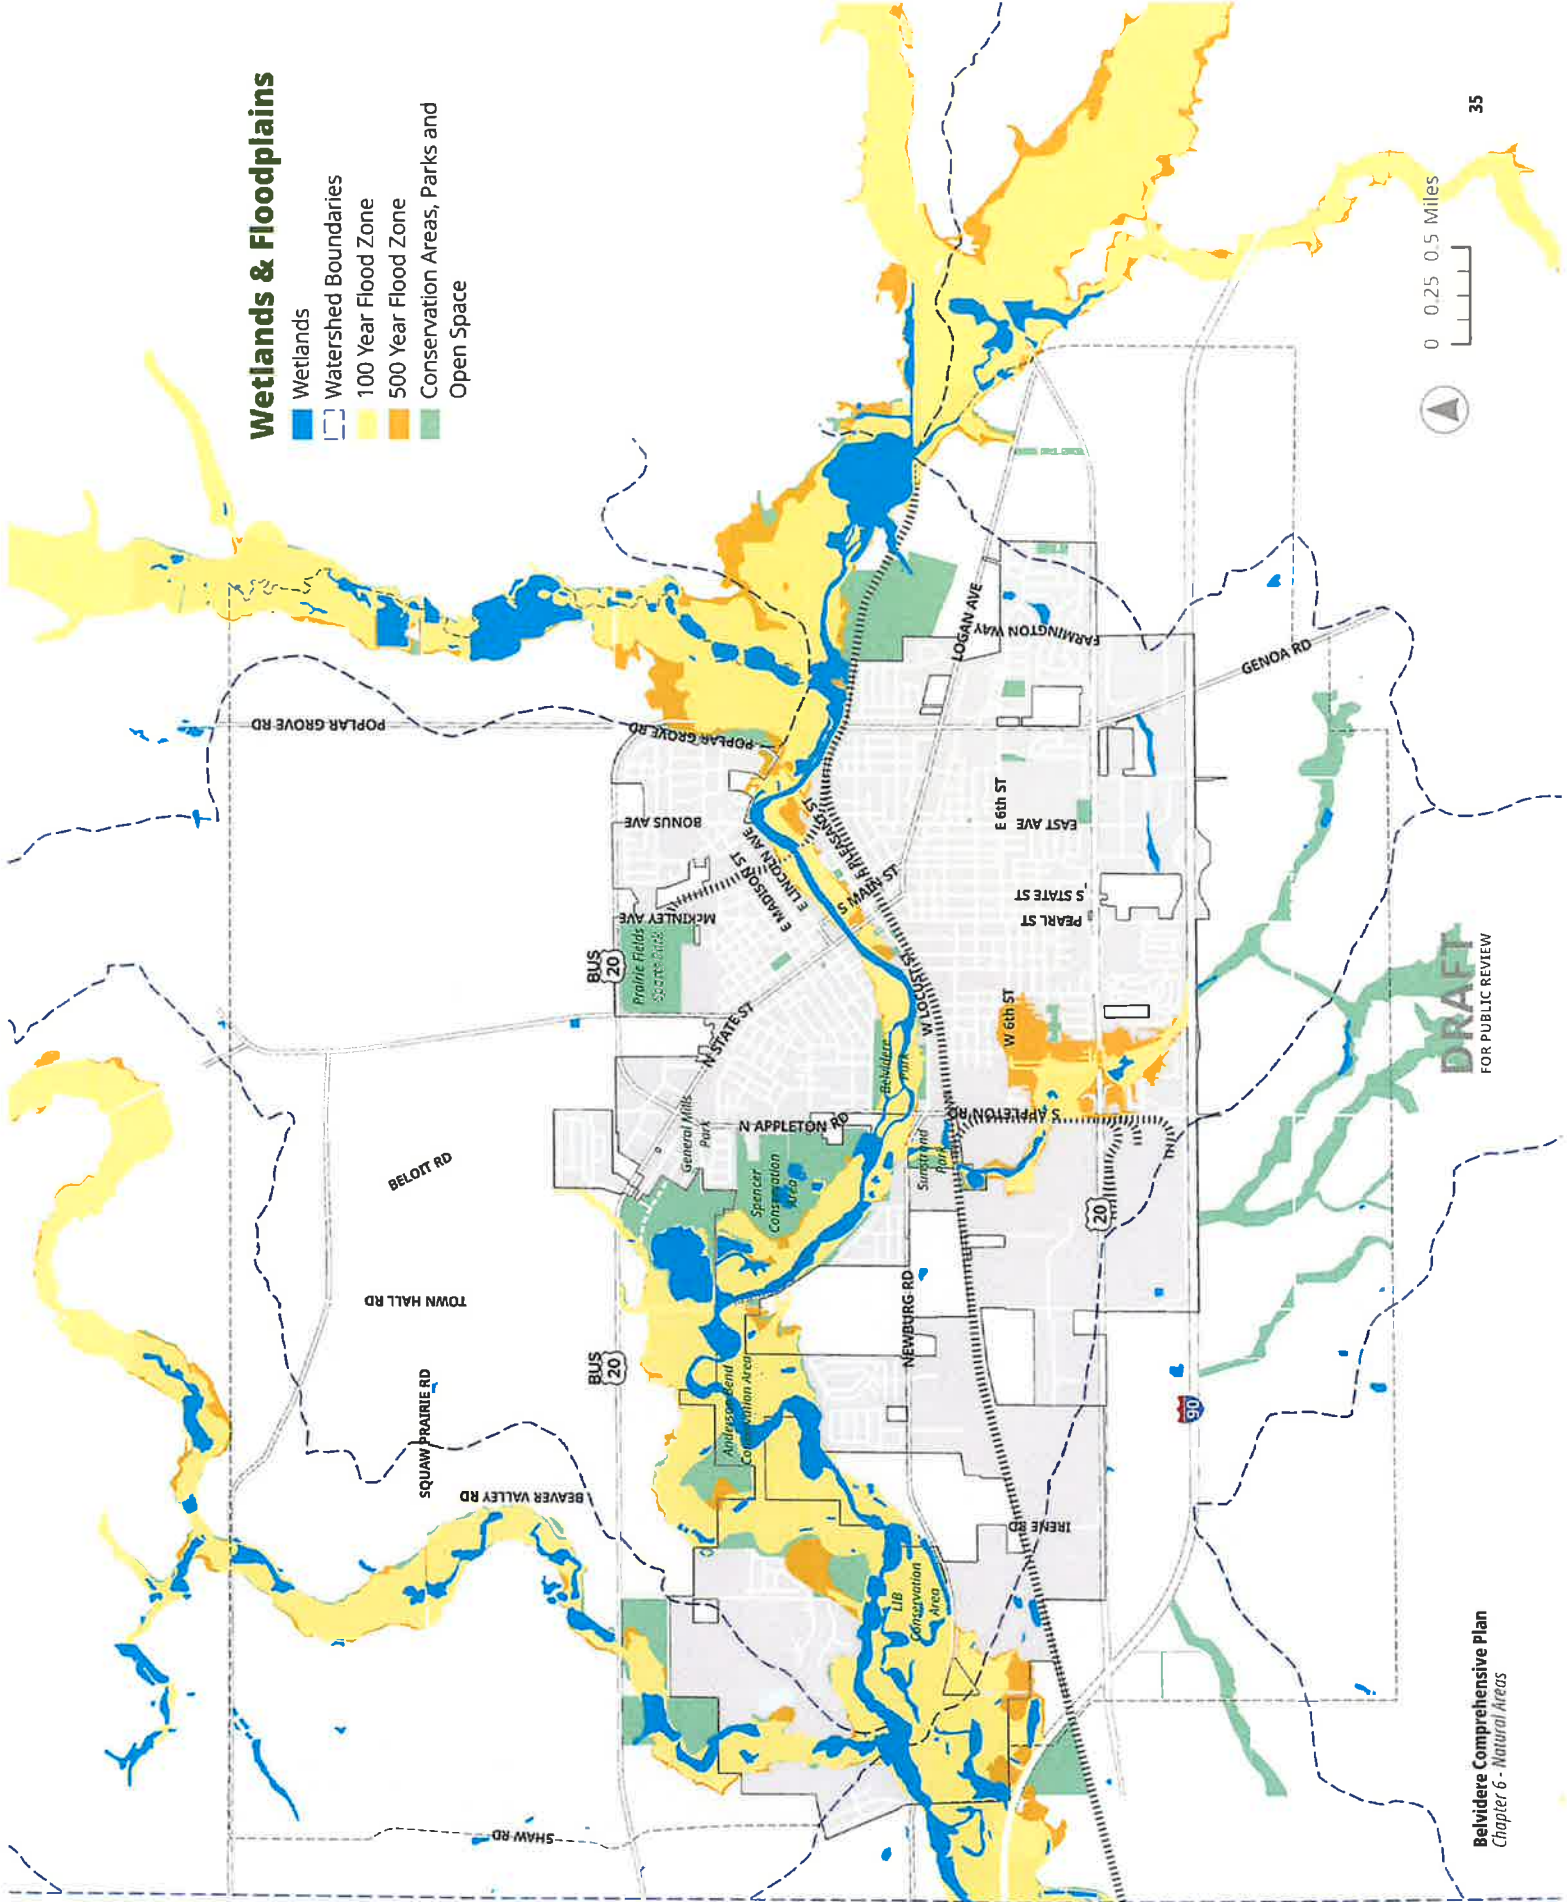 Wetlands & Floodplains
Wetlands
Watershed Boundaries
100 Year Flood Zone
500 Year Flood Zone
Conservation Areas, Parks and
Open Space
POPLAR GROVE RD
POPLAR GROVE RD
BONUS AVE
McKINLEY AVE
E MADISON ST
E LINCOLN AVE
E PLEASANT ST
S MAIN ST
LOGAN AVE
FARMINGTON WAY
GENOA RD
E 6th ST
EAST AVE
S STATE ST
PEARL ST
BUS
20
Prairie Fields
Sports Park
N STATE ST
W LOCUST ST
W 6th ST
Belvidere
Park
General Mills
Park
N APPLETON RD
S APPLETON RD
Spencer
Conservation
Area
Sunstrand
Park
BELOIT RD
TOWN HALL RD
SQUAW PRAIRIE RD
BEAVER VALLEY RD
BUS
20
20
NEWBURG RD
Anderson Bend
Conservation Area
90
IRENE RD
LIB
Conservation
Area
SHAW RD
0 0.25 0.5 Miles
DRAFT
FOR PUBLIC REVIEW
Belvidere Comprehensive Plan
Chapter 6 - Natural Areas
35